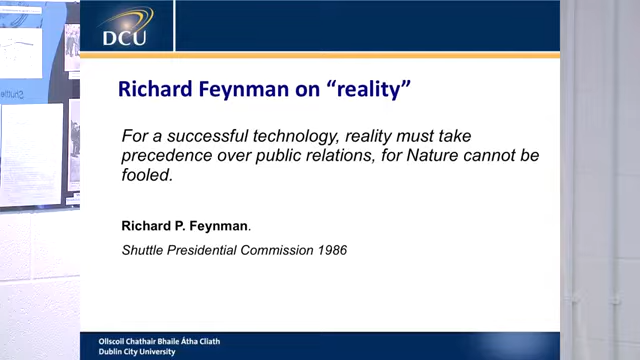 DCU
Richard Feynman on “reality”
For a successful technology, reality must take
precedence over public relations, for Nature cannot be
fooled.
Richard P. Feynman.
Shuttle Presidential Commission 1986
Ollscoil Chathair Bhaile Átha Cliath
Dublin City University